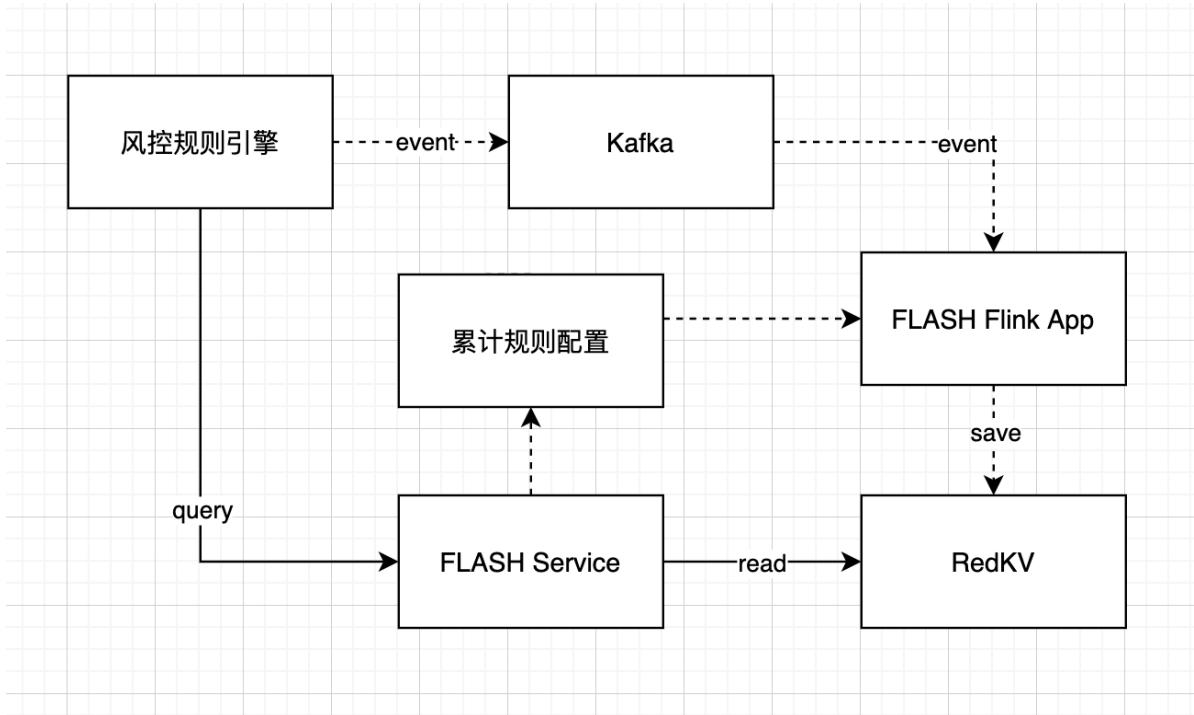 风控规则引擎
event
Kafka
event
累计规则配置
FLASH Flink App
save
query
FLASH Service
read
RedKV